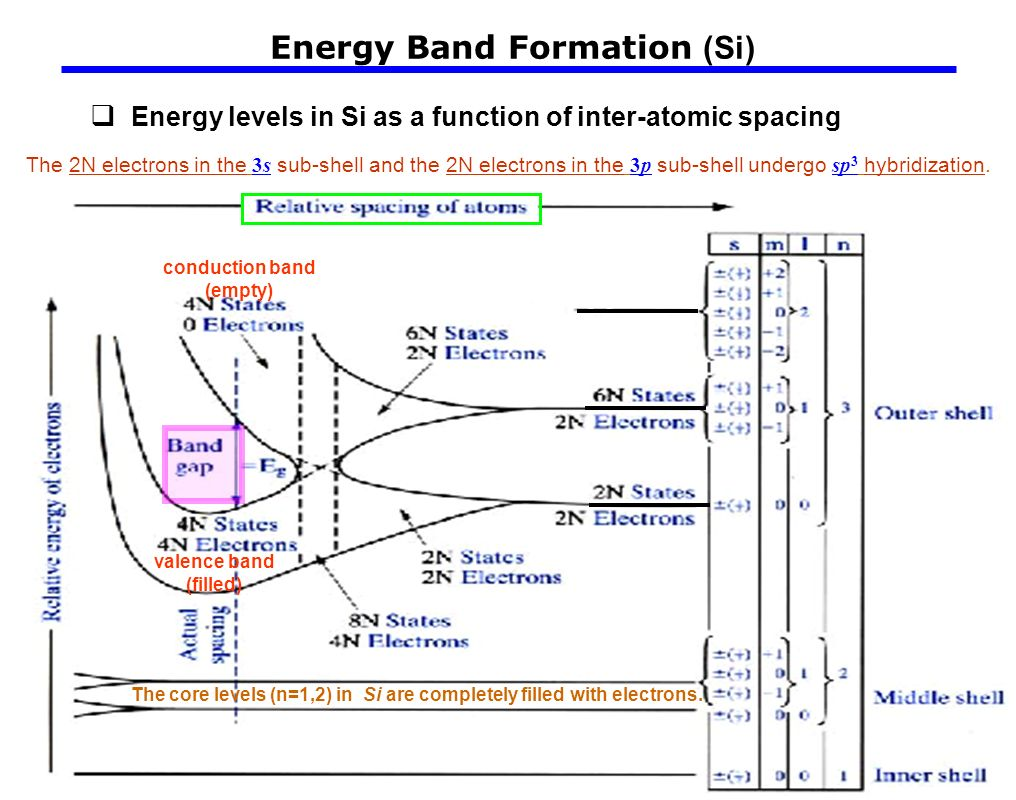 Energy Band Formation (Si)
❑ Energy levels in Si as a function of inter-atomic spacing
The 2N electrons in the 3s sub-shell and the 2N electrons in the 3p sub-shell undergo sp³ hybridization.
Relative spacing of atoms
s m l n
conduction band
(empty)
4N States
0 Electrons
6N States
2N Electrons
+2
+1
0 2
−1
−2
6N States
2N Electrons
+1
0 1 3
−1
Outer shell
Relative energy of electrons
Band
gap
= Eg
2N States
2N Electrons
0 0
4N States
4N Electrons
valence band
(filled)
2N States
2N Electrons
Actual
spacing
8N States
4N Electrons
+1
0 1 2
−1
0 0
Middle shell
The core levels (n=1,2) in Si are completely filled with electrons.
0 0 1
Inner shell